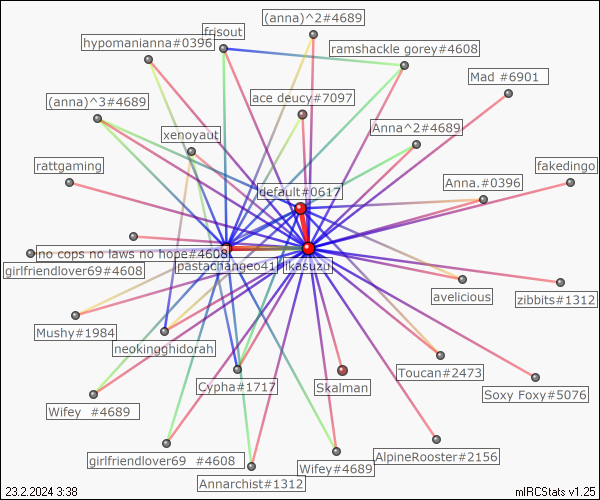 (anna)^2#4689
frisout
hypomanianna#0396
ramshackle gorey#4608
Mad #6901
(anna)^3#4689
ace deucy#7097
xenoyaut
Anna^2#4689
rattgaming
fakedingo
default#0617
Anna.#0396
no cops no laws no hope#4608
pastachangeo41
likasuzu
girlfriendlover69#4608
avelicious
zibbits#1312
Mushy#1984
neokingghidorah
Toucan#2473
Cypha#1717
Skalman
Soxy Foxy#5076
Wifey #4689
girlfriendlover69 #4608
AlpineRooster#2156
Wifey#4689
Annarchist#1312
23.2.2024 3:38
mIRCStats v1.25